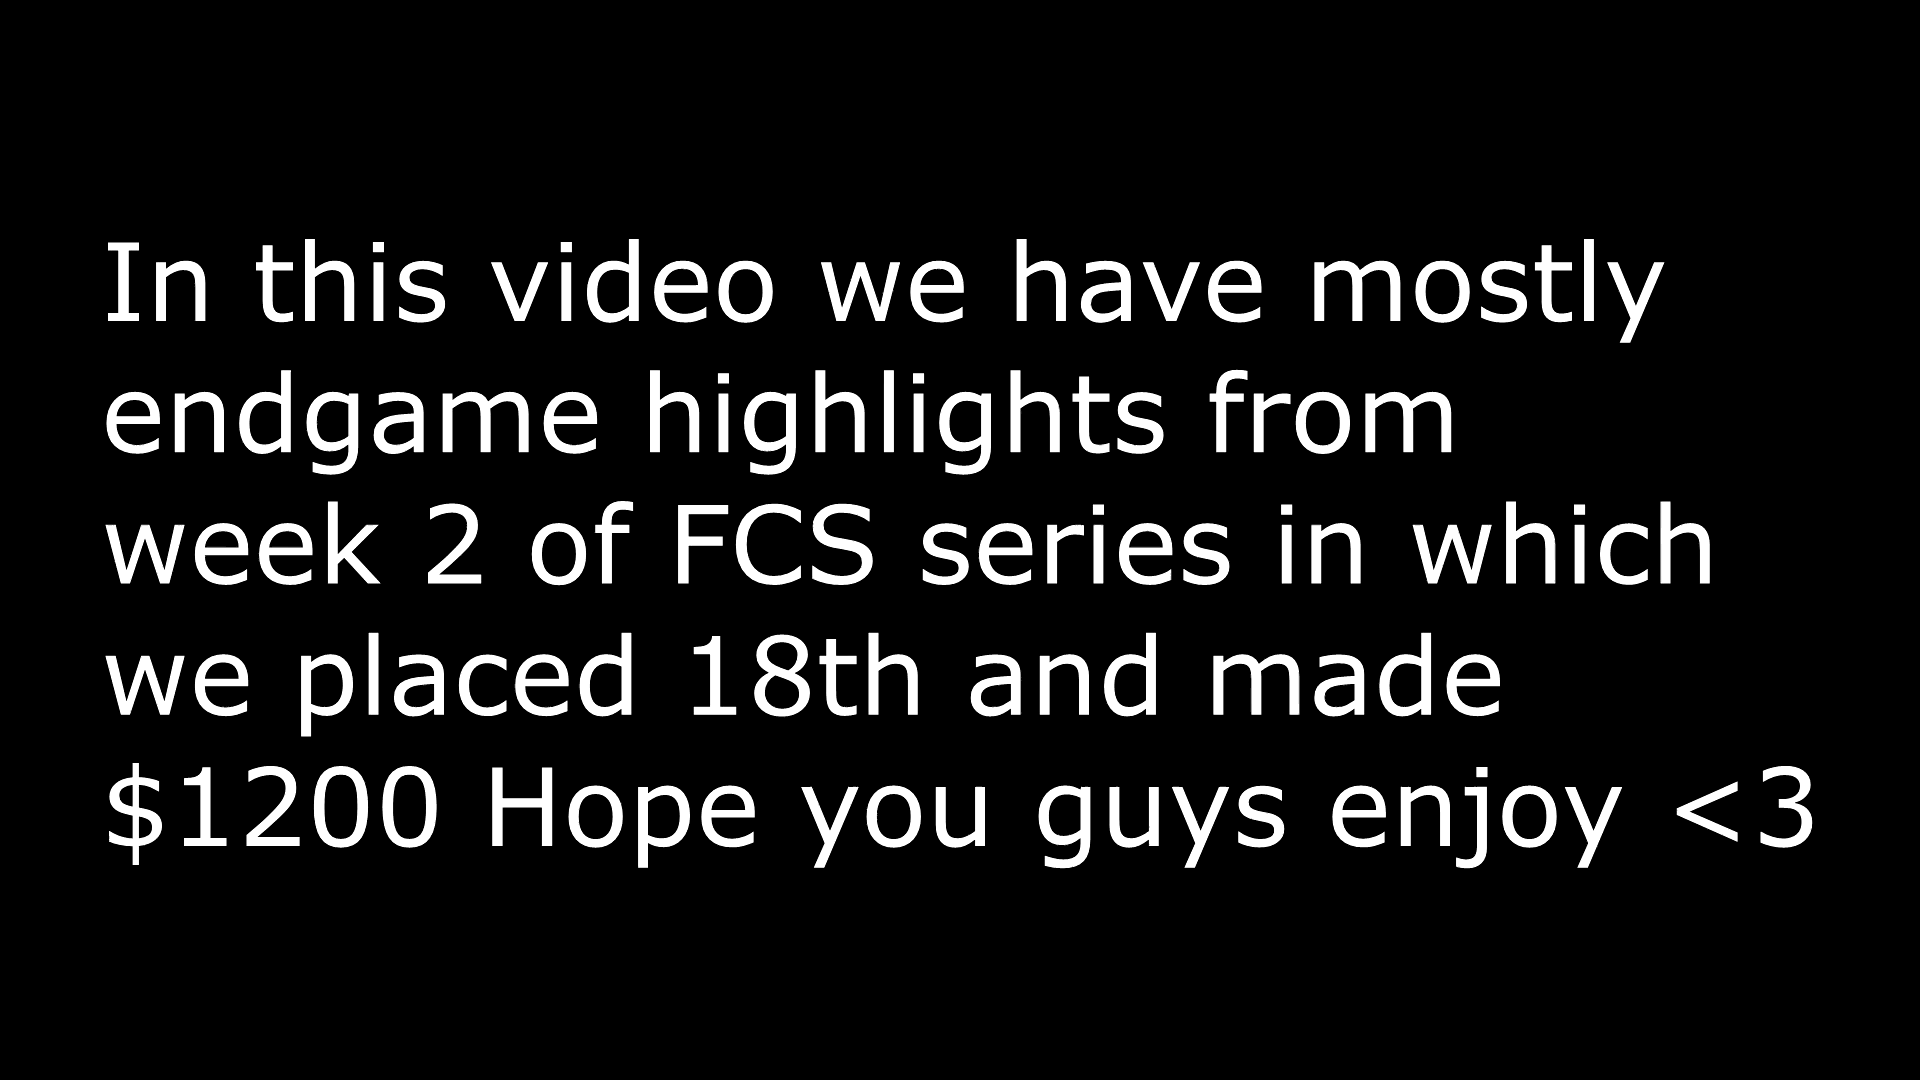 In this video we have mostly
endgame highlights from
week 2 of FCS series in which
we placed 18th and made
$1200 Hope you guys enjoy <3